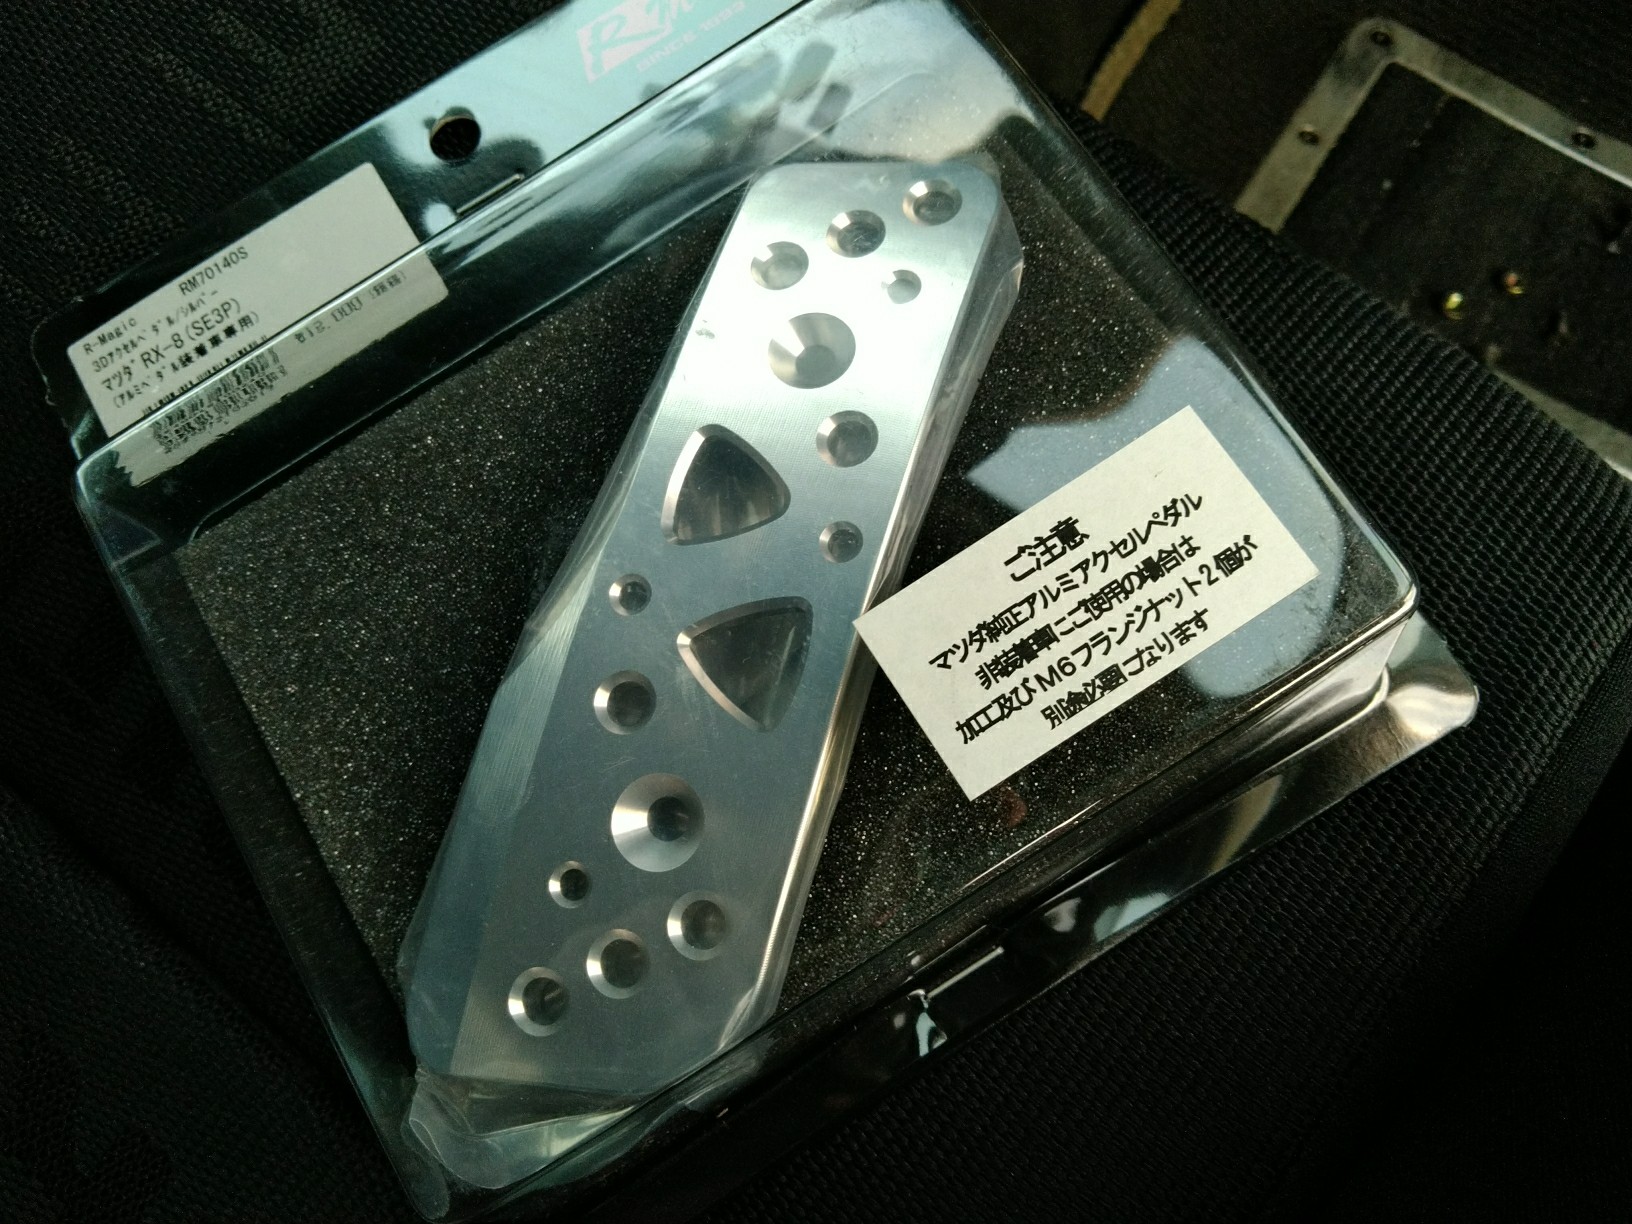 SINCE 1993
RM70140S
R-Magic
3Dアクセルペダル/シルバー
マツダ RX-8(SE3P)
(アルミペダル装着車専用)
ご注意
マツダ純正アルミアクセルペダル
非装着車にご使用の場合は
加工及びM6フランジナット2個が
別途必要になります